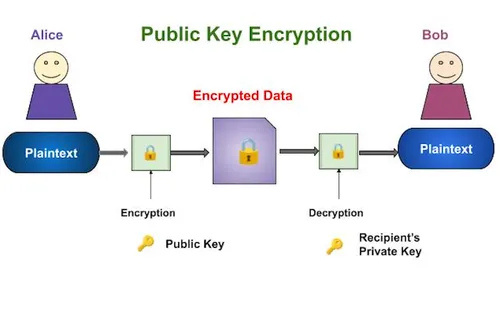 Alice
Public Key Encryption
Bob
Encrypted Data
Plaintext
Plaintext
Encryption
Decryption
Public Key
Recipient's
Private Key